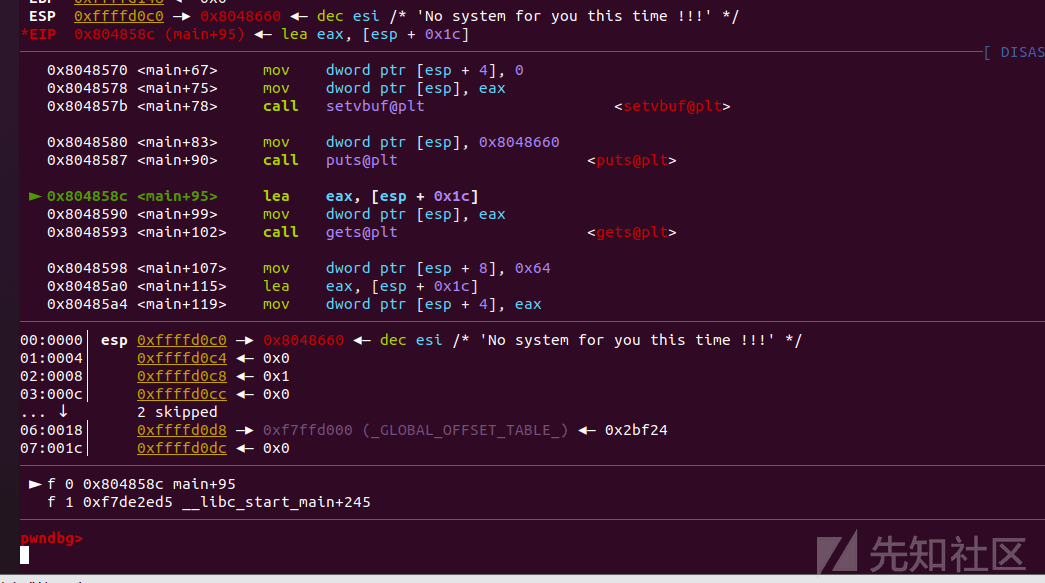 ESP 0xffffd0c0 —▸ 0x8048660 ◂— dec esi /* 'No system for you this time !!!' */
*EIP 0x804858c (main+95) ◂— lea eax, [esp + 0x1c]
[ DISAS
0x8048570 <main+67> mov dword ptr [esp + 4], 0
0x8048578 <main+75> mov dword ptr [esp], eax
0x804857b <main+78> call setvbuf@plt <setvbuf@plt>
0x8048580 <main+83> mov dword ptr [esp], 0x8048660
0x8048587 <main+90> call puts@plt <puts@plt>
► 0x804858c <main+95> lea eax, [esp + 0x1c]
0x8048590 <main+99> mov dword ptr [esp], eax
0x8048593 <main+102> call gets@plt <gets@plt>
0x8048598 <main+107> mov dword ptr [esp + 8], 0x64
0x80485a0 <main+115> lea eax, [esp + 0x1c]
0x80485a4 <main+119> mov dword ptr [esp + 4], eax
00:0000│ esp 0xffffd0c0 —▸ 0x8048660 ◂— dec esi /* 'No system for you this time !!!' */
01:0004│ 0xffffd0c4 ◂— 0x0
02:0008│ 0xffffd0c8 ◂— 0x1
03:000c│ 0xffffd0cc ◂— 0x0
... ↓ 2 skipped
06:0018│ 0xffffd0d8 —▸ 0xf7ffd000 (_GLOBAL_OFFSET_TABLE_) ◂— 0x2bf24
07:001c│ 0xffffd0dc ◂— 0x0
► f 0 0x804858c main+95
f 1 0xf7de2ed5 __libc_start_main+245
pwndbg>
先知社区